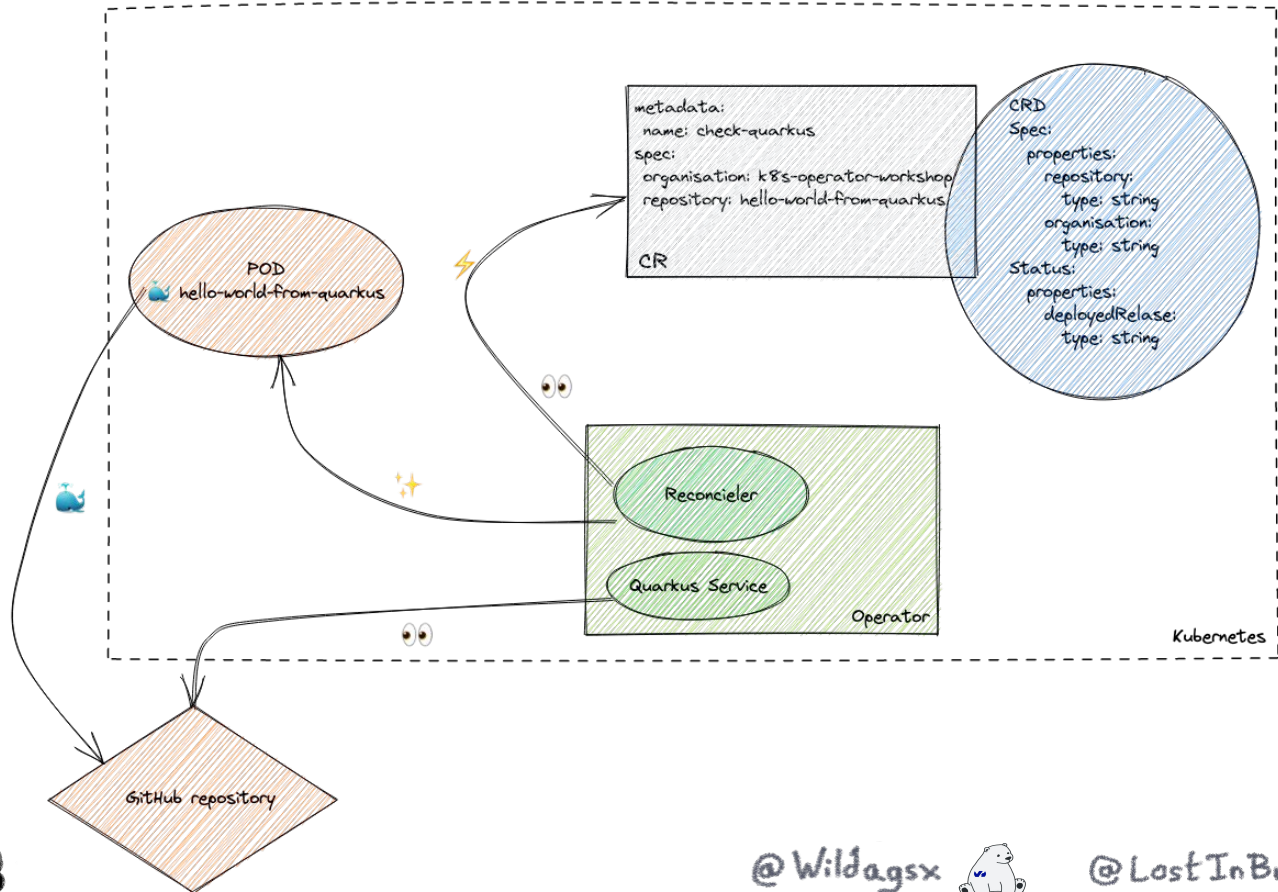 metadata:
name: check-quarkus
spec:
organisation: k8s-operator-workshop
repository: hello-world-from-quarkus
CR
CRD
Spec:
properties:
repository:
type: string
organisation:
type: string
Status:
properties:
deployedRelase:
type: string
POD
hello-world-from-quarkus
Reconcieler
Quarkus Service
Operator
Kubernetes
GitHub repository
@Wildagsx